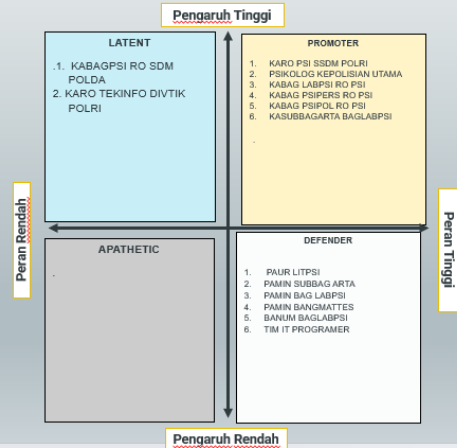 Pengaruh Tinggi
LATENT
.1. KABAGPSI RO SDM
POLDA
2. KARO TEKINFO DIVTIK
POLRI
PROMOTER
1. KARO PSI SSDM POLRI
2. PSIKOLOG KEPOLISIAN UTAMA
3. KABAG LABPSI RO PSI
4. KABAG PSIPERS RO PSI
5. KABAG PSIPOL RO PSI
6. KASUBBAGARTA BAGLABPSI
.
Peran Rendah
Peran Tinggi
APATHETIC
.
DEFENDER
1. PAUR LITPSI
2. PAMIN SUBBAG ARTA
3. PAMIN BAG LABPSI
4. PAMIN BANGMATTES
5. BANUM BAGLABPSI
6. TIM IT PROGRAMER
Pengaruh Rendah